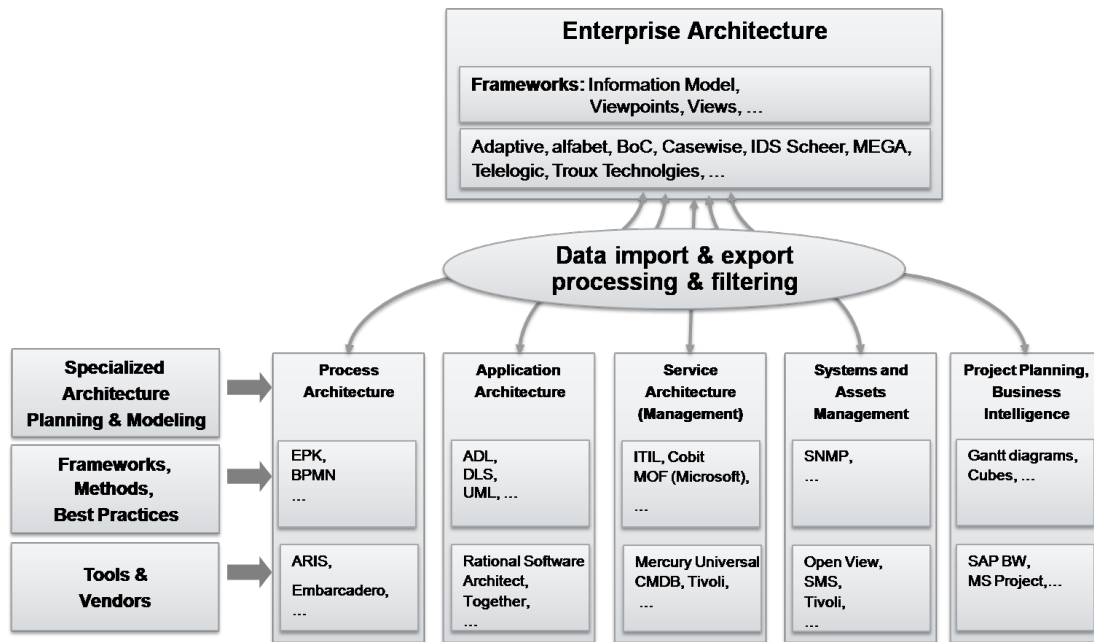 Enterprise Architecture
Frameworks: Information Model,
Viewpoints, Views, ...
Adaptive, alfabet, BoC, Casewise, IDS Scheer, MEGA,
Telelogic, Troux Technolgies, ...
Data import & export
processing & filtering
Specialized
Architecture
Planning & Modeling
Process
Architecture
Application
Architecture
Service
Architecture
(Management)
Systems and
Assets
Management
Project Planning,
Business
Intelligence
Frameworks,
Methods,
Best Practices
EPK,
BPMN
...
ADL,
DLS,
UML, ...
ITIL, Cobit
MOF (Microsoft),
...
SNMP,
...
Gantt diagrams,
Cubes, ...
Tools &
Vendors
ARIS,
Embarcadero,
...
Rational Software
Architect,
Together,
...
Mercury Universal
CMDB, Tivoli,
...
Open View,
SMS,
Tivoli,
...
SAP BW,
MS Project,...